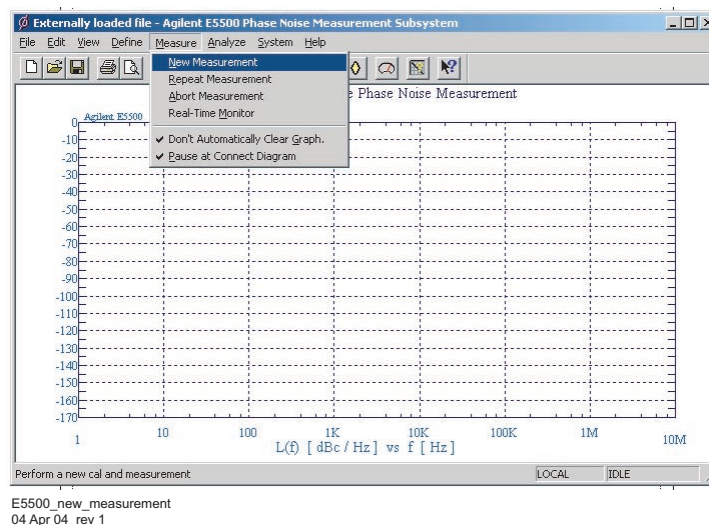 Externally loaded file - Agilent E5500 Phase Noise Measurement Subsystem
File Edit View Define Measure Analyze System Help
New Measurement
Repeat Measurement
Abort Measurement
Real-Time Monitor
Don't Automatically Clear Graph.
Pause at Connect Diagram
Phase Noise Measurement
Agilent E5500
0
-10
-20
-30
-40
-50
-60
-70
-80
-90
-100
-110
-120
-130
-140
-150
-160
-170
1 10 100 1K 10K 100K 1M 10M
L(f) [ dBc / Hz ] vs f [ Hz ]
Perform a new cal and measurement LOCAL IDLE
E5500_new_measurement
04 Apr 04 rev 1